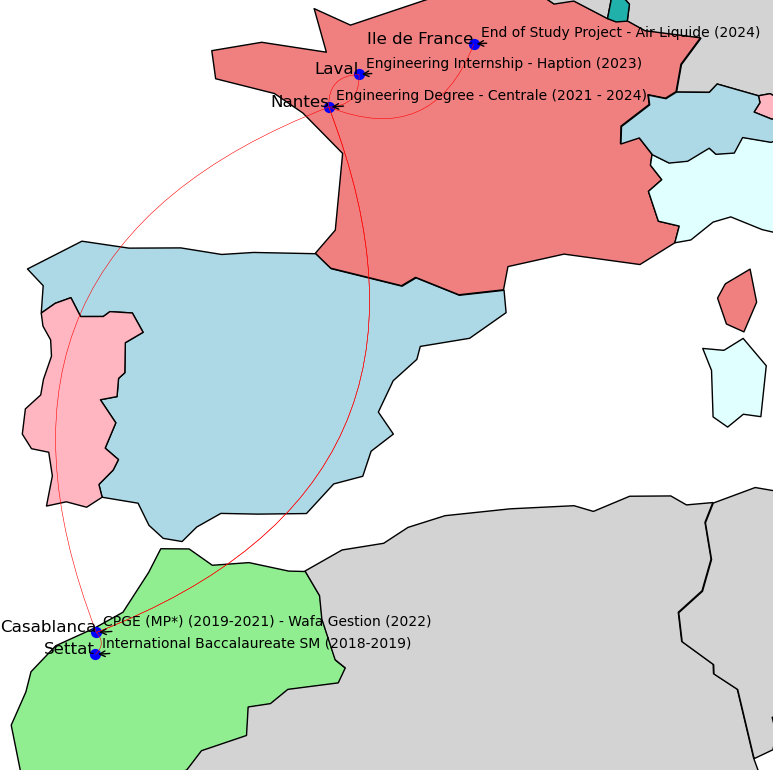 Ile de France End of Study Project - Air Liquide (2024)
Laval Engineering Internship - Haption (2023)
Nantes Engineering Degree - Centrale (2021 - 2024)
Casablanca CPGE (MP*) (2019-2021) - Wafa Gestion (2022)
Settat International Baccalaureate SM (2018-2019)